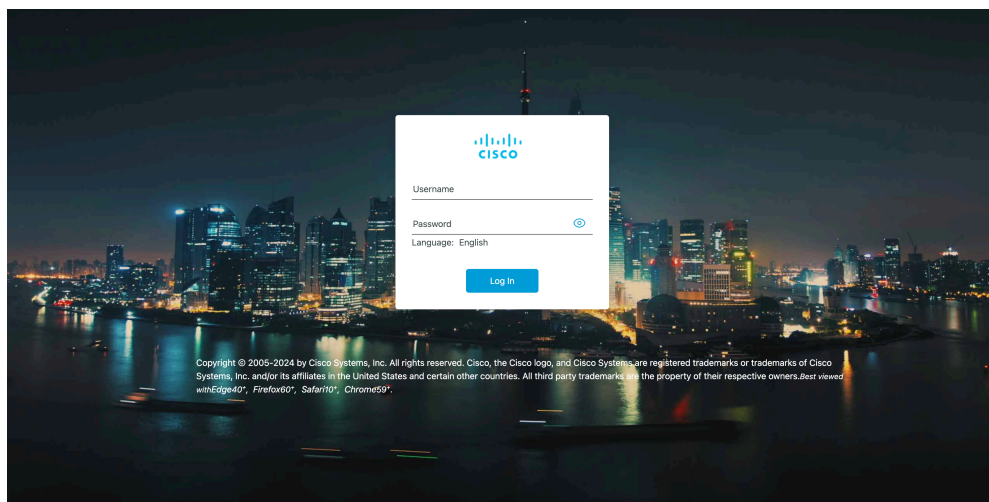 CISCO
Username
Password
Language: English
Log In
Copyright © 2005-2024 by Cisco Systems, Inc. All rights reserved. Cisco, the Cisco logo, and Cisco Systems are registered trademarks or trademarks of Cisco
Systems, Inc. and/or its affiliates in the United States and certain other countries. All third party trademarks are the property of their respective owners.Best viewed
withEdge40⁺, Firefox60⁺, Safari10⁺, Chrome59⁺.